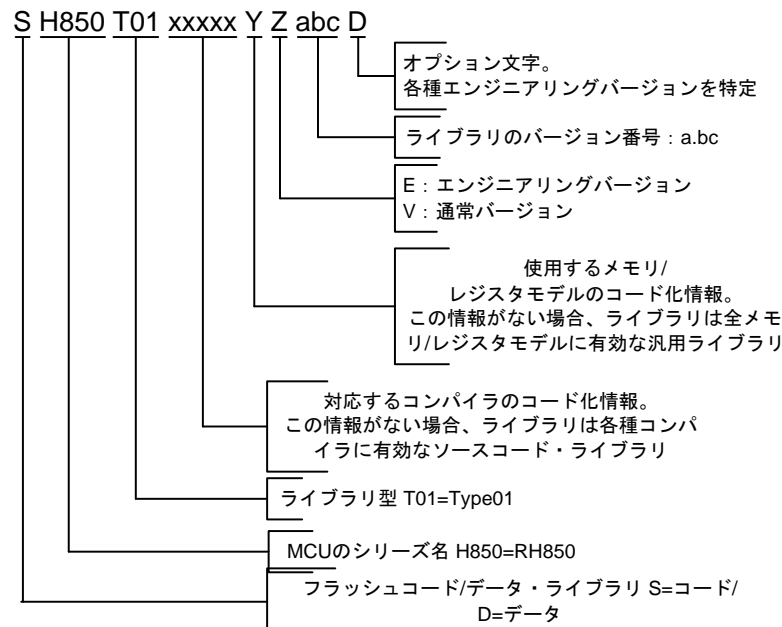 S H850 T01 xxxxx Y Z abc D
オプション文字。
各種エンジニアリングバージョンを特定
ライブラリのバージョン番号：a.bc
E：エンジニアリングバージョン
V：通常バージョン
使用するメモリ/
レジスタモデルのコード化情報。
この情報がない場合、ライブラリは全メモ
リ/レジスタモデルに有効な汎用ライブラリ
対応するコンパイラのコード化情報。
この情報がない場合、ライブラリは各種コンパ
イラに有効なソースコード・ライブラリ
ライブラリ型 T01=Type01
MCUのシリーズ名 H850=RH850
フラッシュコード/データ・ライブラリ S=コード/
D=データ